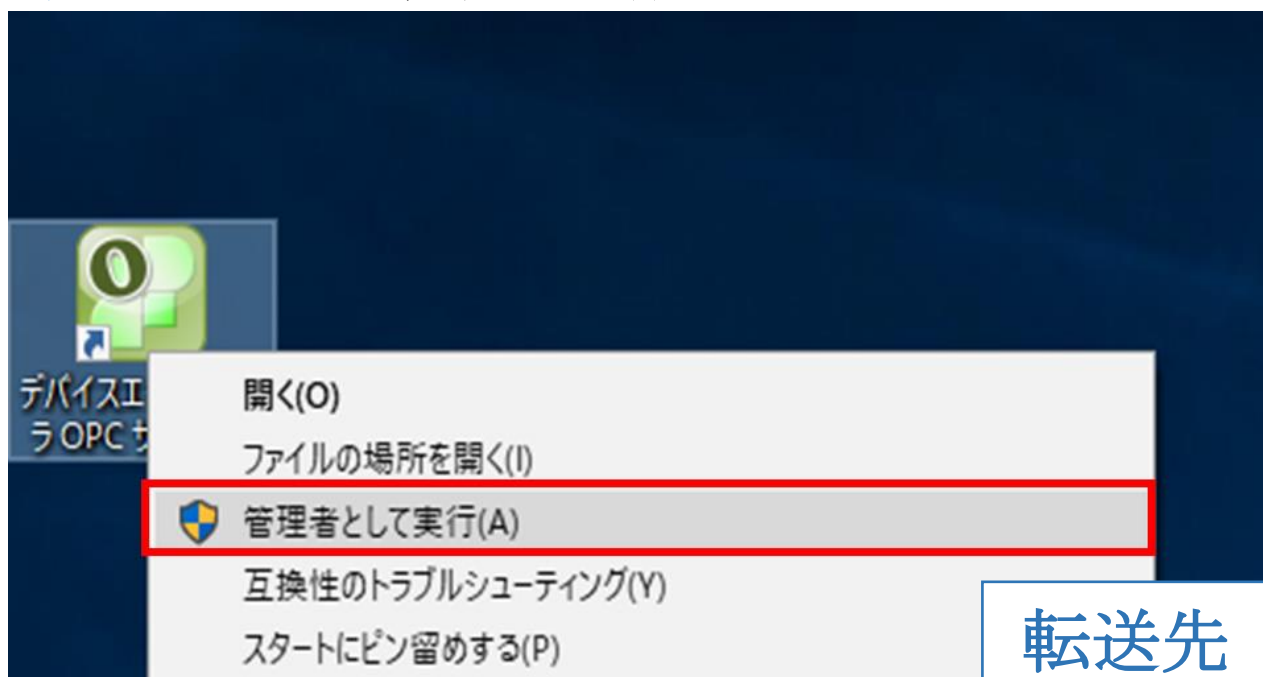 デバイスエ
ラ OPC サ
開く(O)
ファイルの場所を開く(I)
管理者として実行(A)
互換性のトラブルシューティング(Y)
スタートにピン留めする(P)
転送先